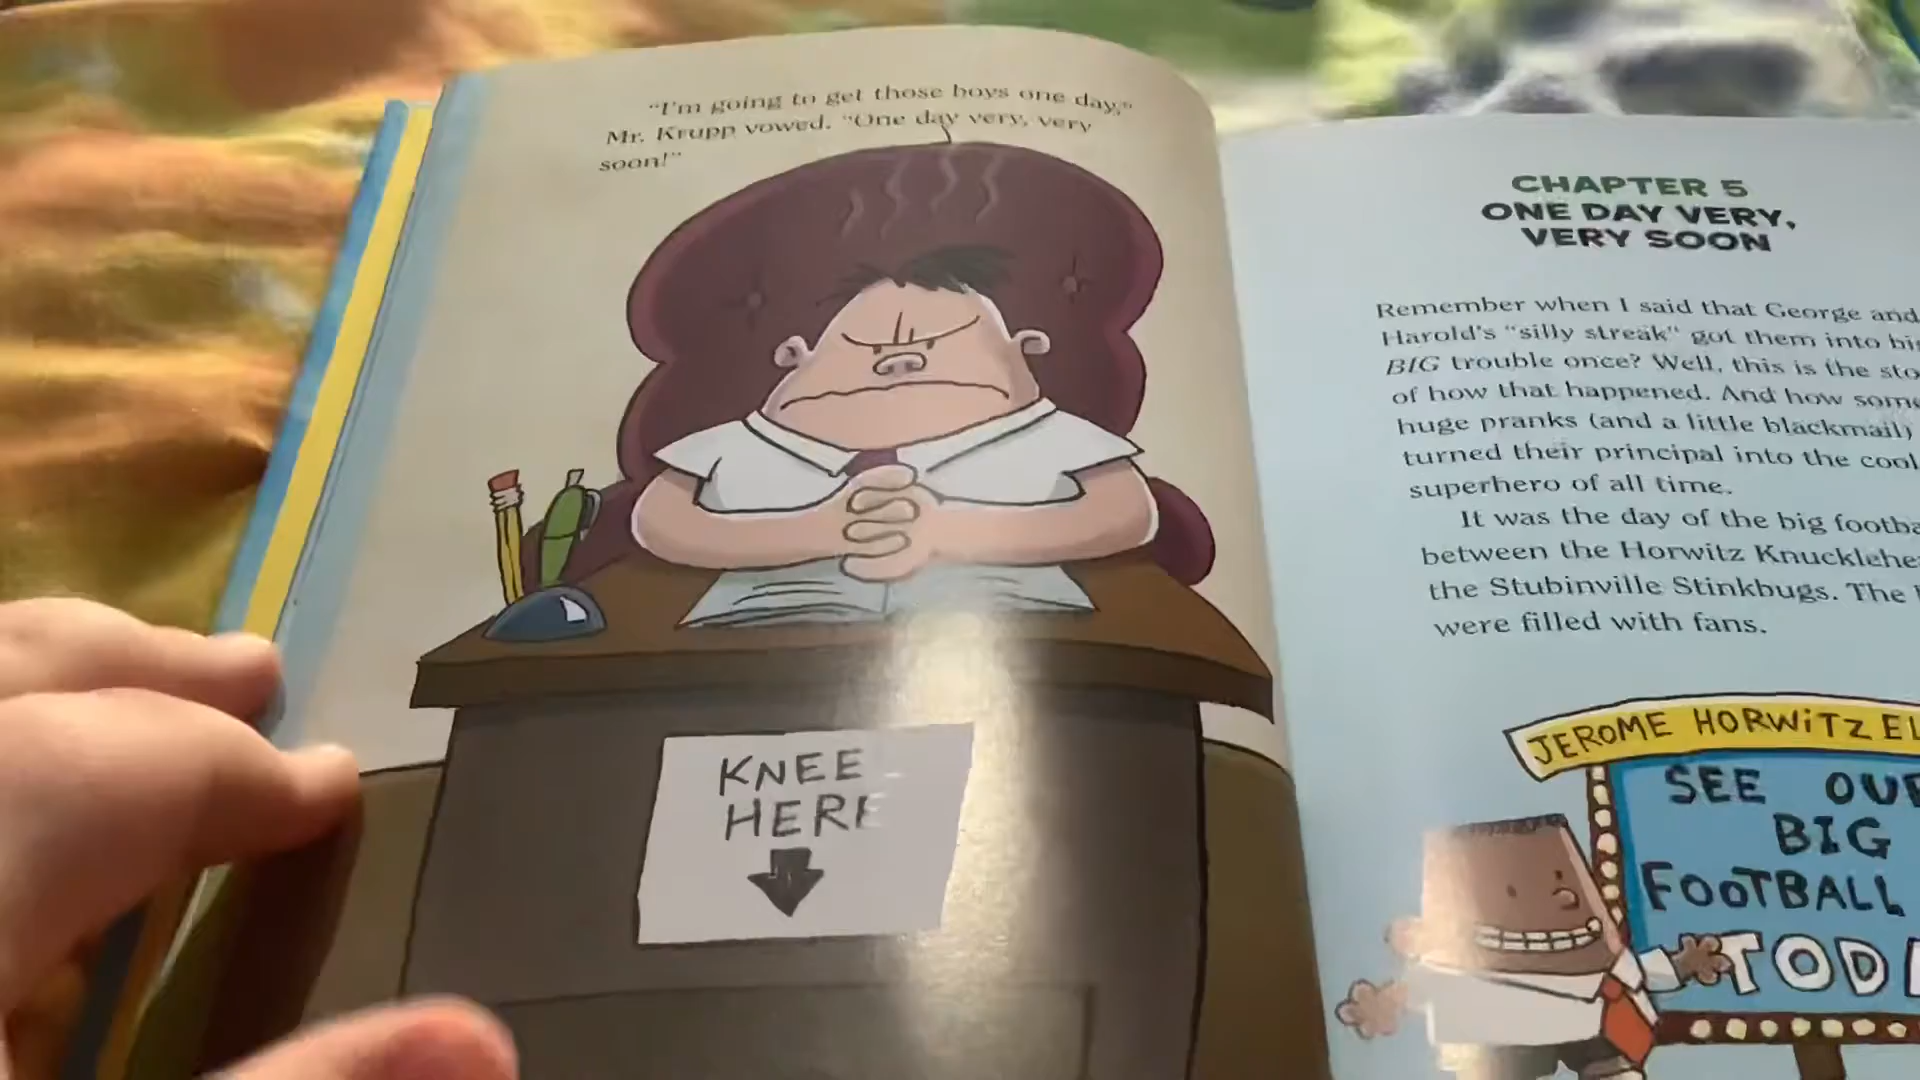 “I’m going to get those boys one day,”
Mr. Krupp vowed. “One day very, very
soon!”
KNEE
HERE
CHAPTER 5
ONE DAY VERY,
VERY SOON
Remember when I said that George and
Harold’s “silly streak” got them into
BIG trouble once? Well, this is the
of how that happened. And how
huge pranks (and a little blackmail)
turned their principal into the
superhero of all time.
It was the day of the big
between the Horwitz
the Stubinville Stinkbugs. The
were filled with fans.
JEROME HORWiTZ
SEE
BIG
FOOTBALL